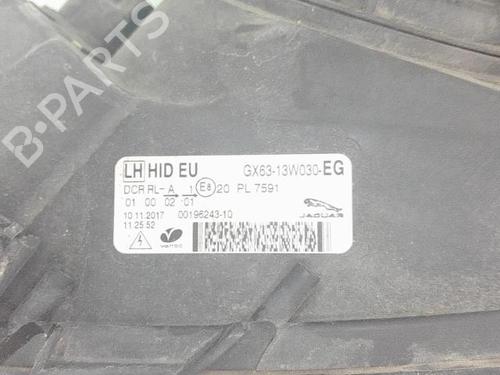 B-PARTS
LH HID EU GX63-13W030-EG
DCR RL- A 1 E8 20 PL 7591
01 00 02 01
10.11.2017 00196243-10
11:25:52
Valeo JAGUAR